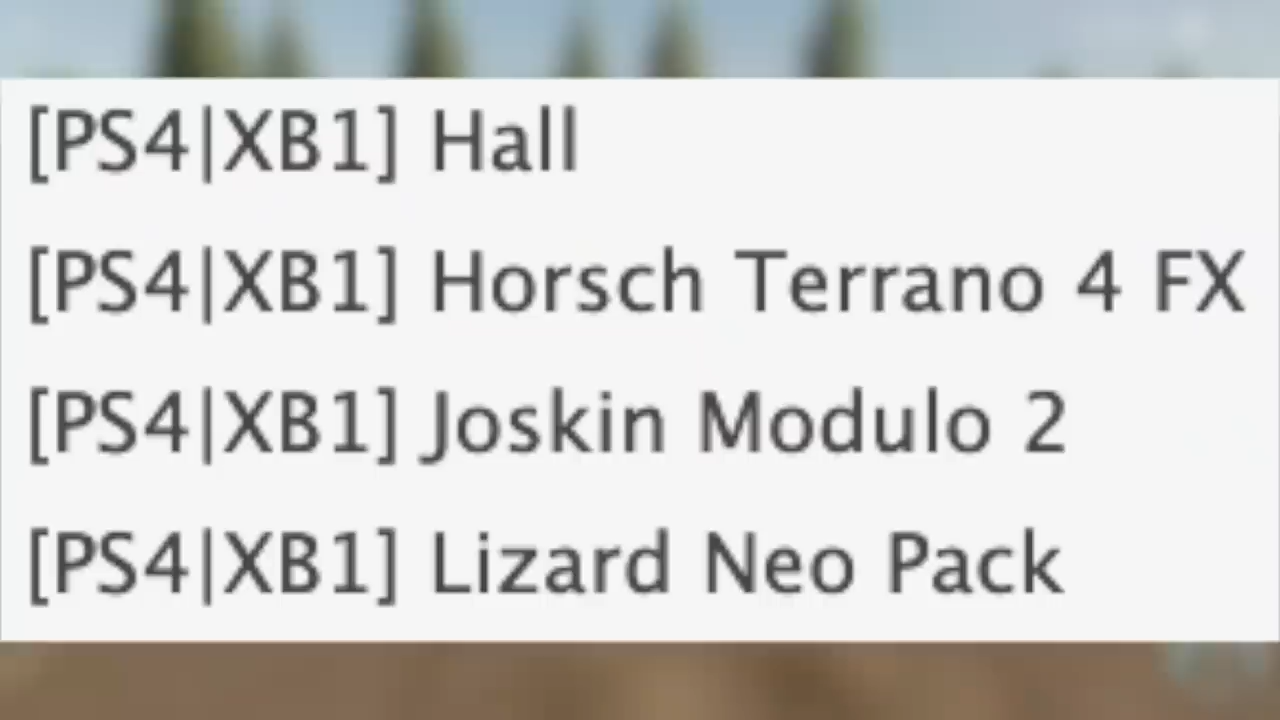 [PS4|XB1] Hall
[PS4|XB1] Horsch Terrano 4 FX
[PS4|XB1] Joskin Modulo 2
[PS4|XB1] Lizard Neo Pack